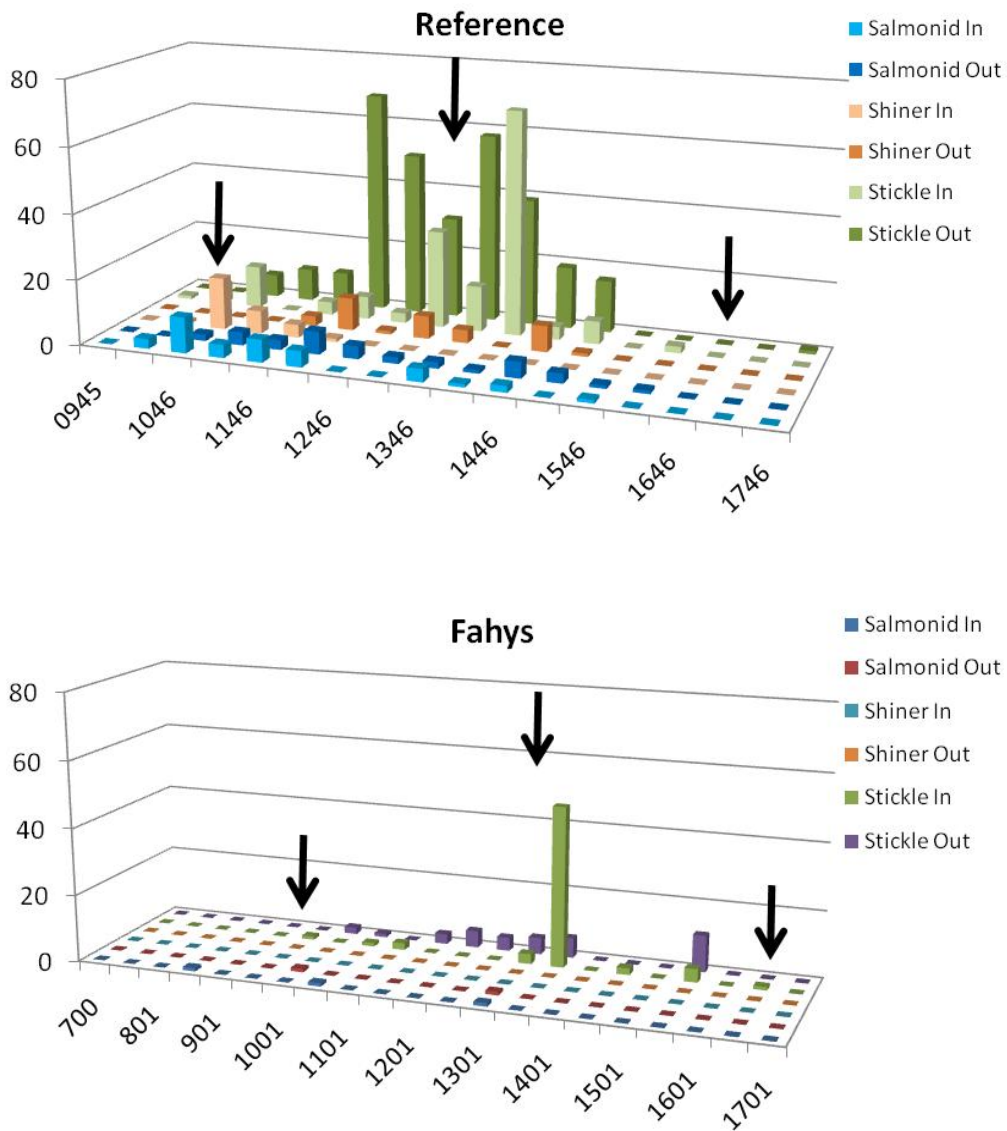 Reference
80
60
40
20
0
0945
1046
1146
1246
1346
1446
1546
1646
1746
Salmonid In
Salmonid Out
Shiner In
Shiner Out
Stickle In
Stickle Out
Fahys
80
60
40
20
0
700
801
901
1001
1101
1201
1301
1401
1501
1601
1701
Salmonid In
Salmonid Out
Shiner In
Shiner Out
Stickle In
Stickle Out